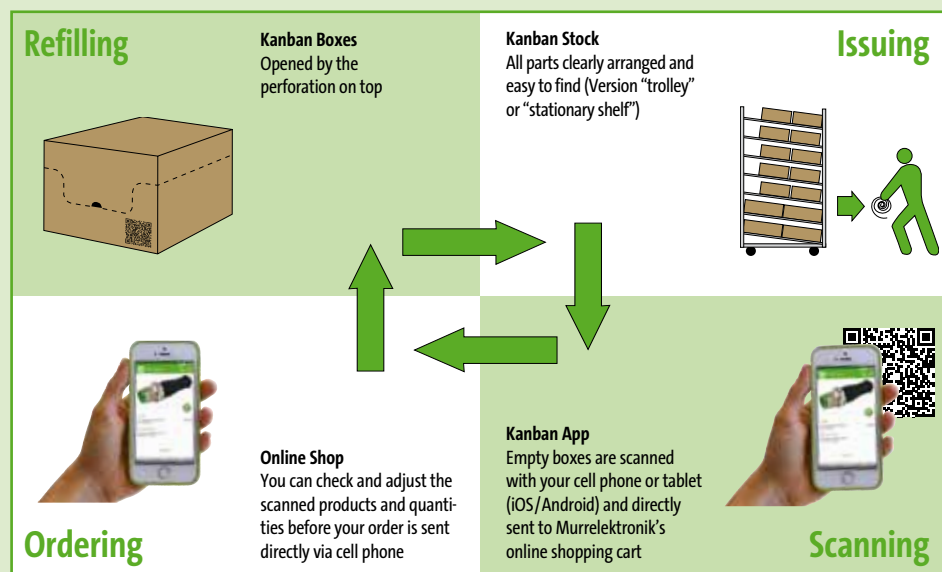 Refilling
Kanban Boxes
Opened by the
perforation on top
Kanban Stock
All parts clearly arranged and
easy to find (Version “trolley”
or “stationary shelf”)
Issuing
Online Shop
You can check and adjust the
scanned products and quanti-
ties before your order is sent
directly via cell phone
Ordering
Kanban App
Empty boxes are scanned
with your cell phone or tablet
(iOS/Android) and directly
sent to Murrelektronik’s
online shopping cart
Scanning